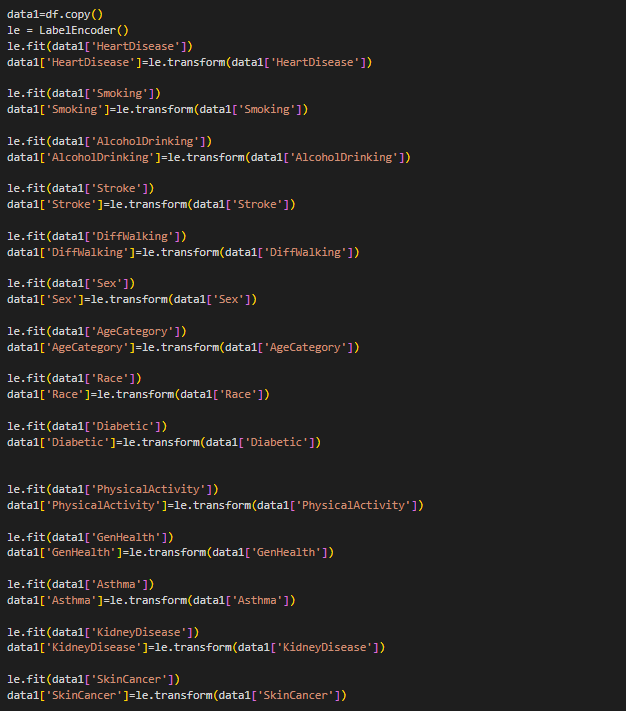 data1=df.copy()
le = LabelEncoder()
le.fit(data1['HeartDisease'])
data1['HeartDisease']=le.transform(data1['HeartDisease'])
le.fit(data1['Smoking'])
data1['Smoking']=le.transform(data1['Smoking'])
le.fit(data1['AlcoholDrinking'])
data1['AlcoholDrinking']=le.transform(data1['AlcoholDrinking'])
le.fit(data1['Stroke'])
data1['Stroke']=le.transform(data1['Stroke'])
le.fit(data1['DiffWalking'])
data1['DiffWalking']=le.transform(data1['DiffWalking'])
le.fit(data1['Sex'])
data1['Sex']=le.transform(data1['Sex'])
le.fit(data1['AgeCategory'])
data1['AgeCategory']=le.transform(data1['AgeCategory'])
le.fit(data1['Race'])
data1['Race']=le.transform(data1['Race'])
le.fit(data1['Diabetic'])
data1['Diabetic']=le.transform(data1['Diabetic'])
le.fit(data1['PhysicalActivity'])
data1['PhysicalActivity']=le.transform(data1['PhysicalActivity'])
le.fit(data1['GenHealth'])
data1['GenHealth']=le.transform(data1['GenHealth'])
le.fit(data1['Asthma'])
data1['Asthma']=le.transform(data1['Asthma'])
le.fit(data1['KidneyDisease'])
data1['KidneyDisease']=le.transform(data1['KidneyDisease'])
le.fit(data1['SkinCancer'])
data1['SkinCancer']=le.transform(data1['SkinCancer'])